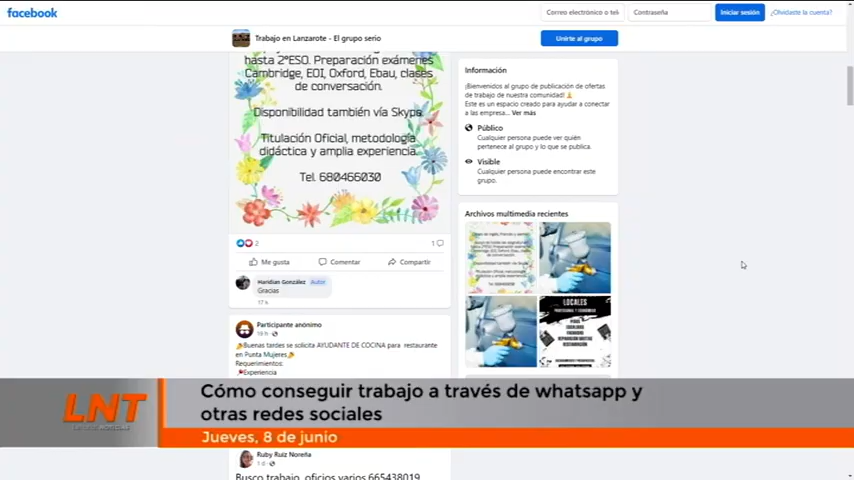 facebook
Correo electrónico o tel
Contraseña
Iniciar sesión
¿Olvidaste la cuenta?
Trabajo en Lanzarote - El grupo serio
Unirte al grupo
hasta 2ºESO. Preparación exámenes
Cambridge, EOI, Oxford, Ebau, clases
de conversación.
Disponibilidad también vía Skype.
Titulación Oficial, metodología
didáctica y amplia experiencia.
Tel. 680466030
2
1
Me gusta
Comentar
Compartir
Haridian González
Autor
Gracias
17 h
Participante anónimo
18 h
Buenas tardes se solicita AYUDANTE DE COCINA para restaurante
en Punta Mujeres
Requerimientos:
Experiencia
Información
¡Bienvenidos al grupo de publicación de ofertas
de trabajo de nuestra comunidad!
Este es un espacio creado para ayudar a conectar
a las empresa... Ver más
Público
Cualquier persona puede ver quién
pertenece al grupo y lo que se publica.
Visible
Cualquier persona puede encontrar este
grupo.
Archivos multimedia recientes
LOCALES
LNT
Cómo conseguir trabajo a través de whatsapp y
otras redes sociales
Jueves, 8 de junio
Ruby Ruiz Noreña
1 d
Busco trabajo, oficios varios 665438019